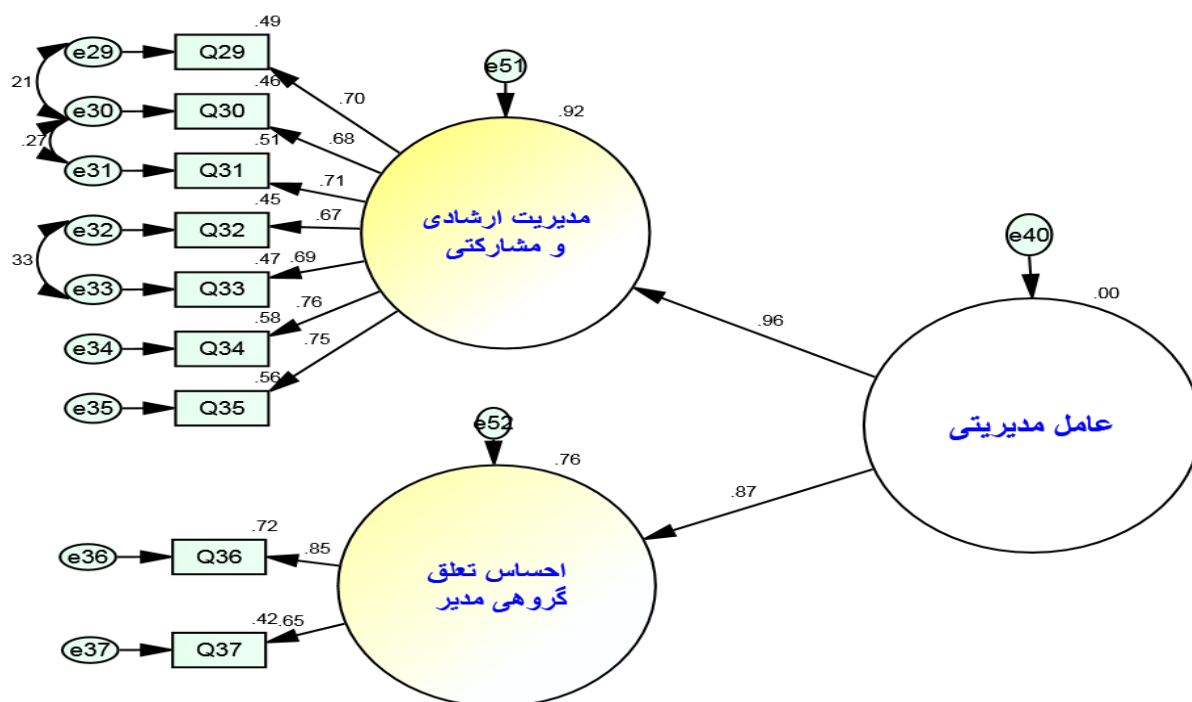 .49
e29
Q29
e51
21
.46
.70
.92
e30
Q30
.68
.27
.51
e31
Q31
.71
.45
مدیریت ارشادی
و مشارکتی
e32
Q32
.67
e40
33
.47
.69
e33
Q33
.76
.00
.58
.96
e34
Q34
.75
.56
e35
Q35
e52
عامل مدیریتی
.76
.87
.72
e36
Q36
.85
احساس تعلق
گروهی مدیر
.42
.65
e37
Q37